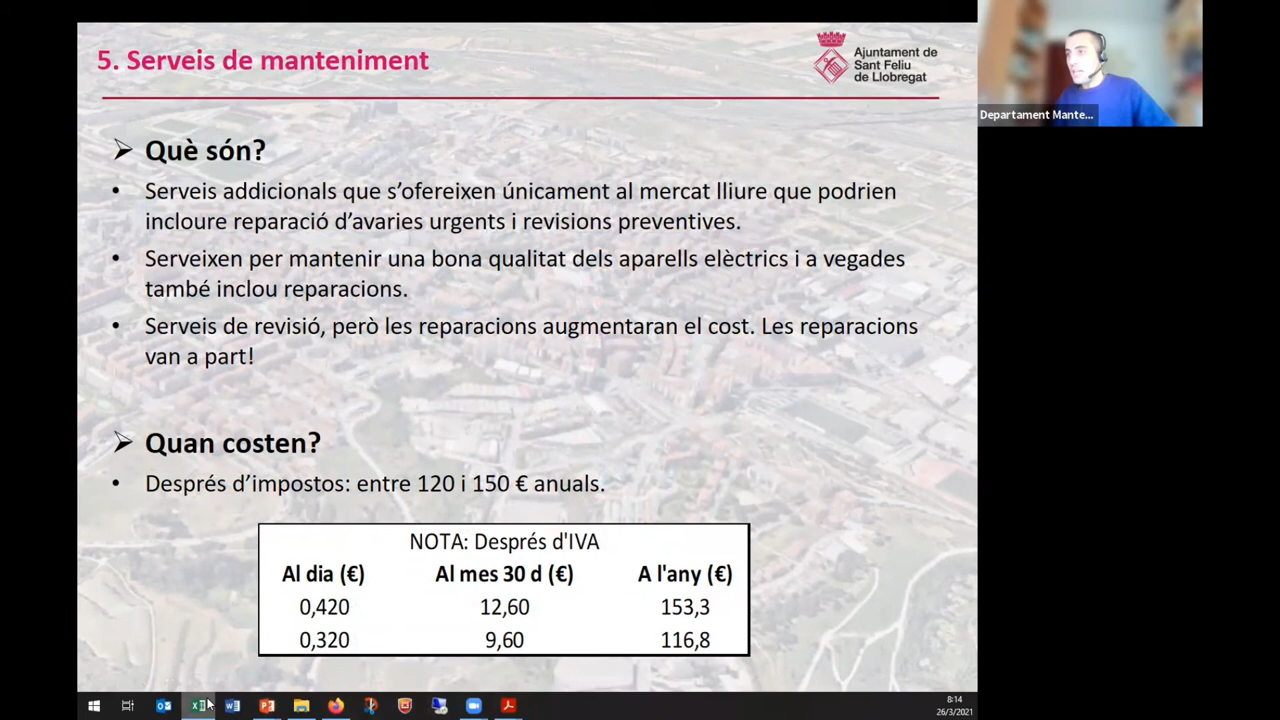 5. Serveis de manteniment
Ajuntament de
Sant Feliu
de Llobregat
Departament Mante...
Què són?
• Serveis addicionals que s’ofereixen únicament al mercat lliure que podrien
incloure reparació d’avaries urgents i revisions preventives.
• Serveixen per mantenir una bona qualitat dels aparells elèctrics i a vegades
també inclou reparacions.
• Serveis de revisió, però les reparacions augmentaran el cost. Les reparacions
van a part!
Quan costen?
• Després d’impostos: entre 120 i 150 € anuals.
NOTA: Després d'IVA
Al dia (€) Al mes 30 d (€) A l'any (€)
0,420 12,60 153,3
0,320 9,60 116,8
8:14
26/3/2021